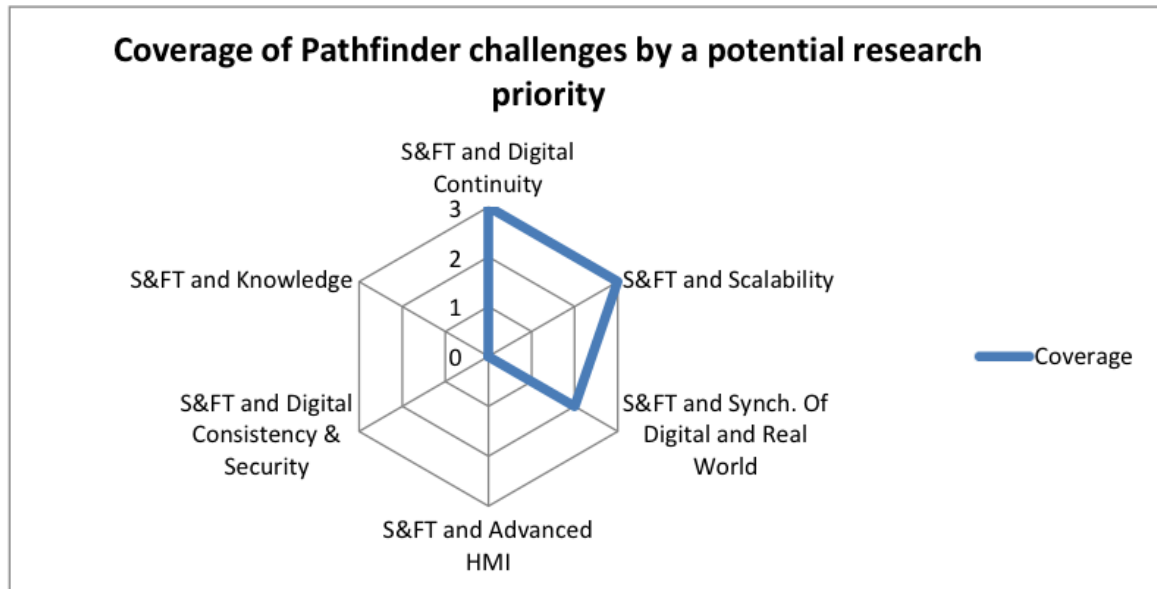 Coverage of Pathfinder challenges by a potential research
priority
S&FT and Digital
Continuity
3
2
1
0
S&FT and Knowledge
S&FT and Scalability
Coverage
S&FT and Digital
Consistency &
Security
S&FT and Synch. Of
Digital and Real
World
S&FT and Advanced
HMI